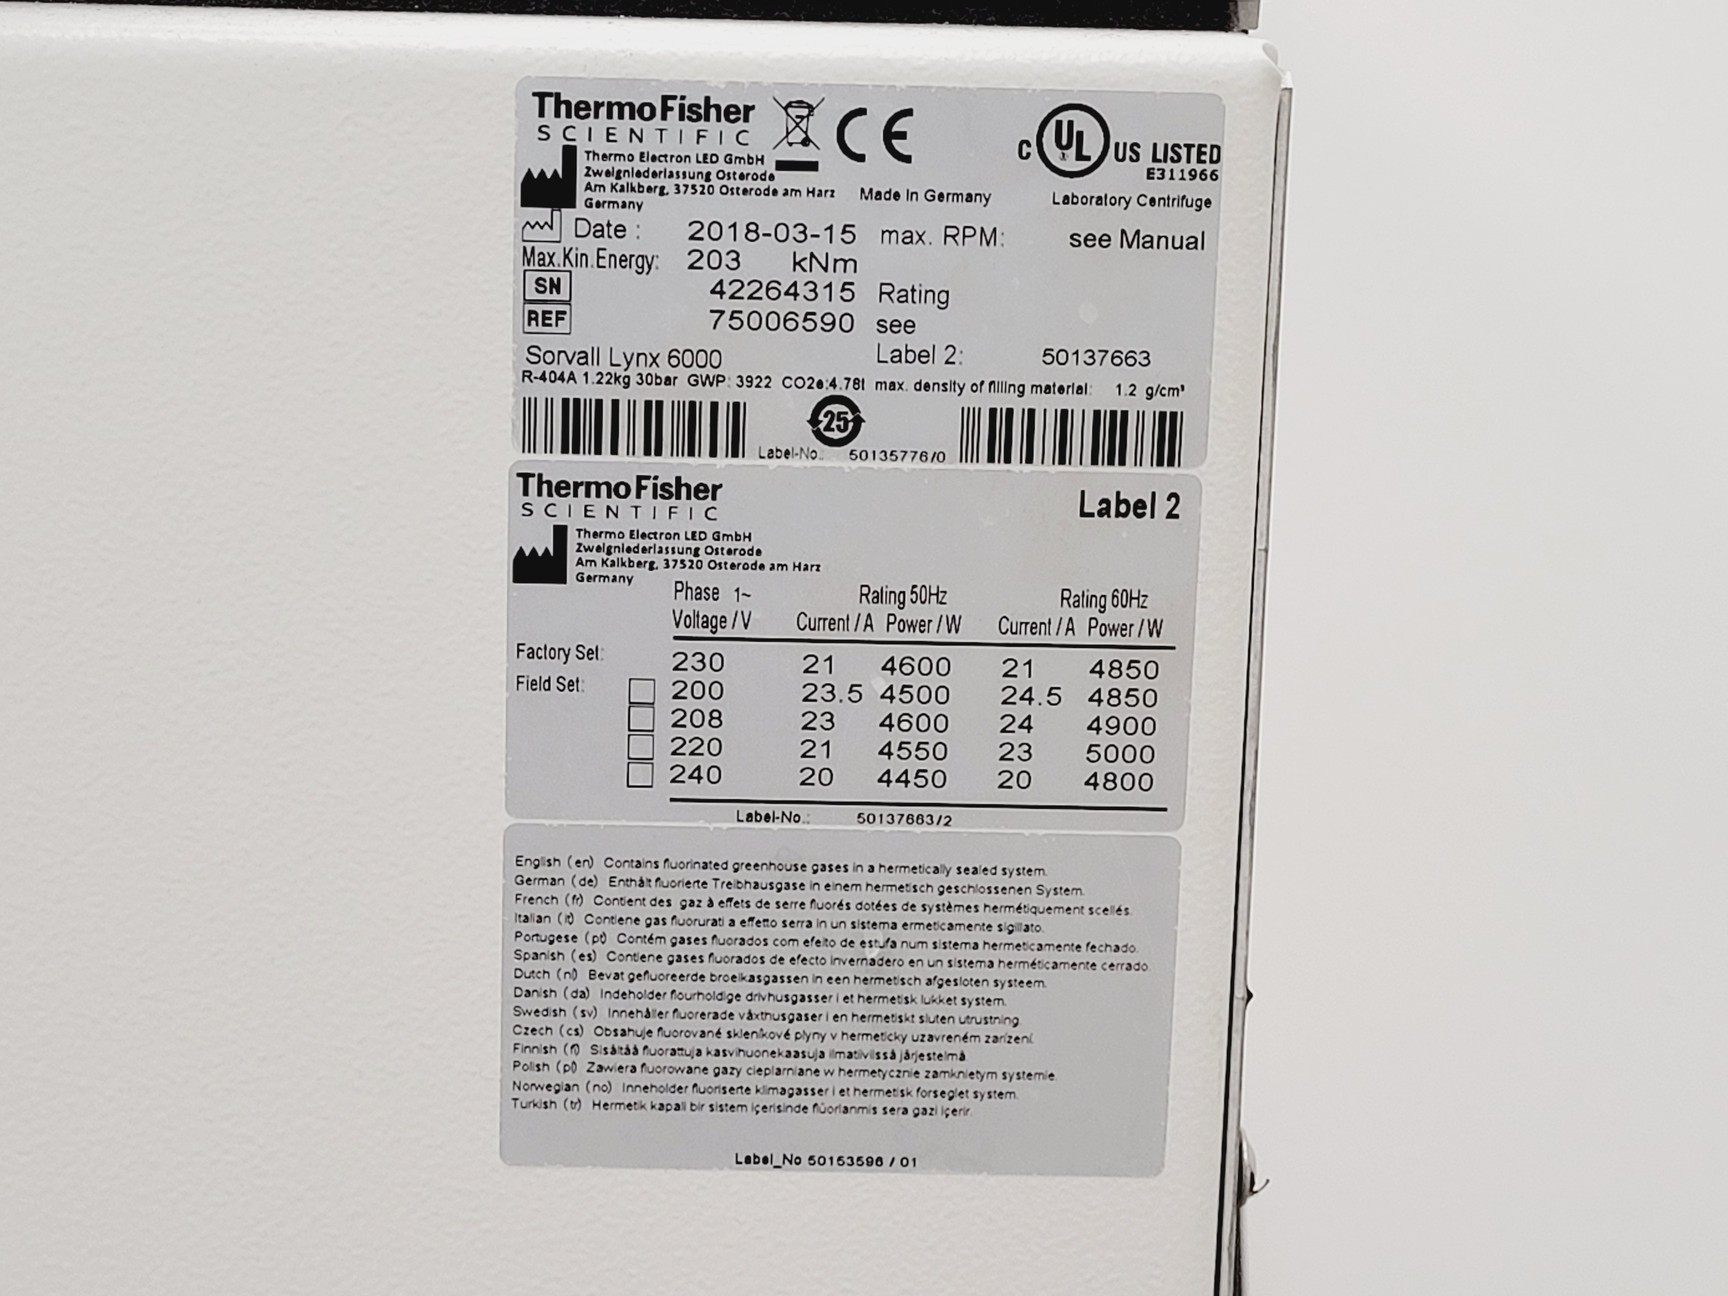 ThermoFisher
SCIENTIFIC
Thermo Electron LED GmbH
Zweigniederlassung Osterode
Am Kalkberg, 37520 Osterode am Harz
Germany
CE
Made In Germany
C UL US LISTED
E311966
Laboratory Centrifuge
Date : 2018-03-15 max. RPM: see Manual
Max.Kin.Energy: 203 kNm
SN 42264315 Rating
REF 75006590 see
Sorvall Lynx 6000 Label 2: 50137663
R-404A 1.22kg 30bar GWP: 3922 CO2e:4.78t max. density of filling material: 1.2 g/cm³
25
Label-No.: 50135776/0
ThermoFisher
SCIENTIFIC
Label 2
Thermo Electron LED GmbH
Zweigniederlassung Osterode
Am Kalkberg, 37520 Osterode am Harz
Germany
Phase 1~ Rating 50Hz Rating 60Hz
Voltage / V Current / A Power / W Current / A Power / W
Factory Set: 230 21 4600 21 4850
Field Set: 200 23.5 4500 24.5 4850
208 23 4600 24 4900
220 21 4550 23 5000
240 20 4450 20 4800
Label-No.: 50137663/2
English (en) Contains fluorinated greenhouse gases in a hermetically sealed system.
German (de) Enthält fluorierte Treibhausgase in einem hermetisch geschlossenen System.
French (fr) Contient des gaz à effets de serre fluorés dotées de systèmes hermétiquement scellés.
Italian (it) Contiene gas fluorurati a effetto serra in un sistema ermeticamente sigillato.
Portugese (pt) Contém gases fluorados com efeito de estufa num sistema hermeticamente fechado.
Spanish (es) Contiene gases fluorados de efecto invernadero en un sistema herméticamente cerrado.
Dutch (nl) Bevat gefluoreerde broeikasgassen in een hermetisch afgesloten systeem.
Danish (da) Indeholder flourholdige drivhusgasser i et hermetisk lukket system.
Swedish (sv) Innehåller fluorerade växthusgaser i en hermetiskt sluten utrustning.
Czech (cs) Obsahuje fluorované skleníkové plyny v hermeticky uzavreném zarízení.
Finnish (fi) Sisältää fluorattuja kasvihuonekaasuja ilmatiiviissä järjestelmä
Polish (pl) Zawiera fluorowane gazy cieplarniane w hermetycznie zamknietym systemie.
Norwegian (no) Inneholder fluoriserte klimagasser i et hermetisk forseglet system.
Turkish (tr) Hermetik kapali bir sistem içerisinde flüorlanmis sera gazi içerir.
Label_No 50153596 / 01